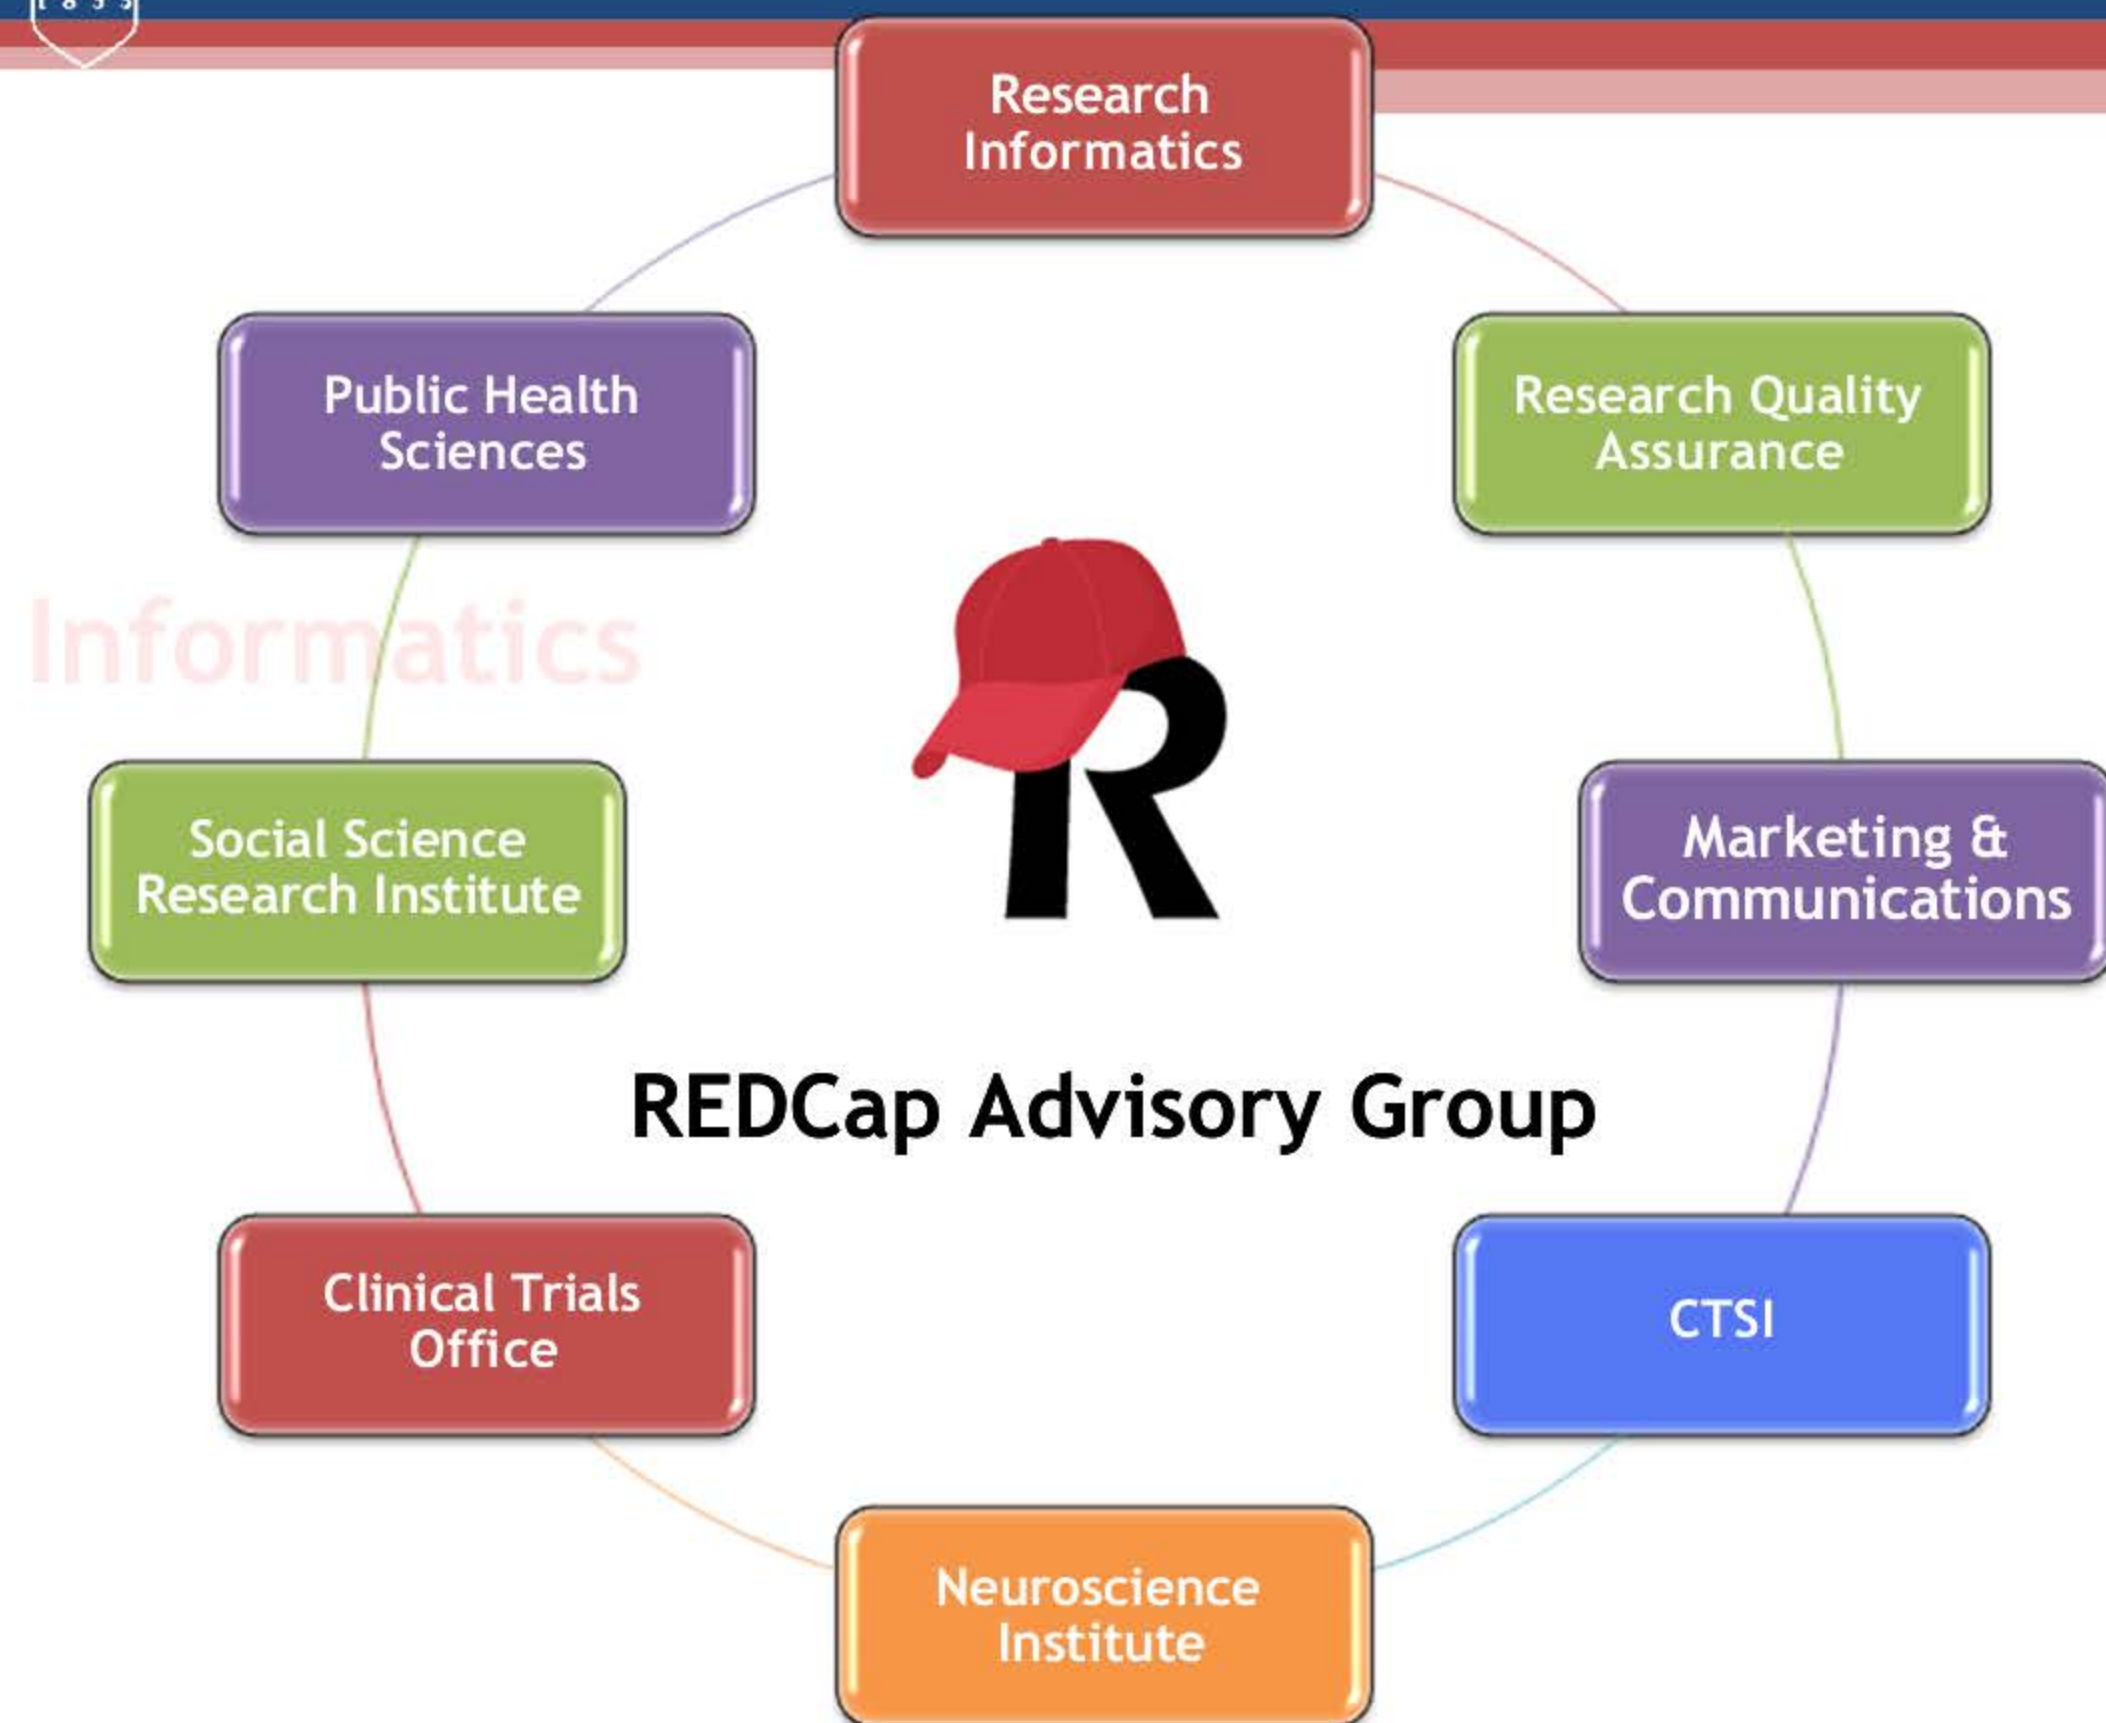 Research
Informatics
Public Health
Sciences
Research Quality
Assurance
Informatics
Social Science
Research Institute
R
Marketing &
Communications
REDCap Advisory Group
Clinical Trials
Office
CTSI
Neuroscience
Institute